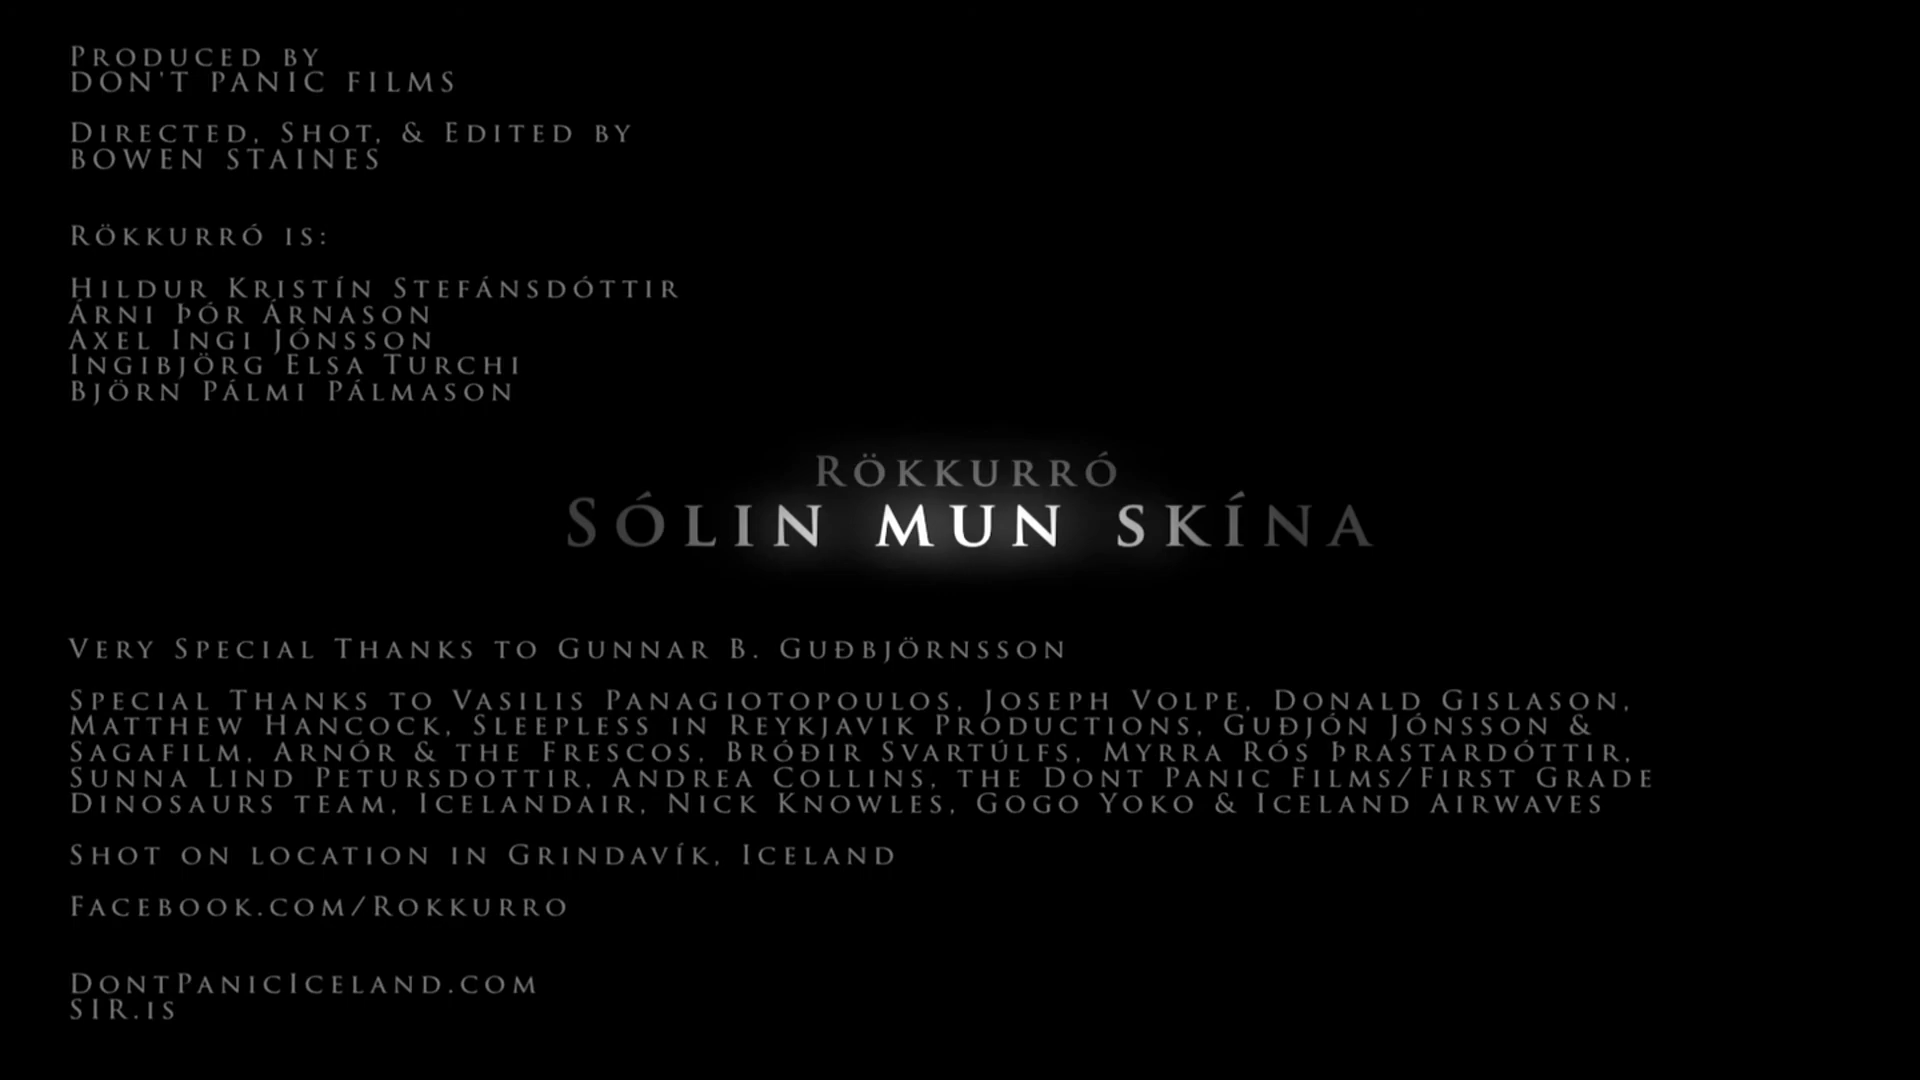 Produced by
DON'T PANIC FILMS
Directed, Shot, & Edited by
BOWEN STAINES
Rökkurró is:
Hildur Kristín Stefánsdóttir
Árni Þór Árnason
Axel Ingi Jónsson
Ingibjörg Elsa Turchi
Björn Pálmi Pálmason
Rökkurró
Sólin mun skína
Very Special Thanks to Gunnar B. Guðbjörnsson
Special Thanks to Vasilis Panagiotopoulos, Joseph Volpe, Donald Gislason,
Matthew Hancock, Sleepless in Reykjavik Productions, Guðjón Jónsson &
Sagafilm, Arnór & the Frescos, Bróðir Svartúlfs, Myrra Rós Þrastardóttir,
Sunna Lind Petursdottir, Andrea Collins, the Dont Panic Films/First Grade
Dinosaurs team, Icelandair, Nick Knowles, Gogo Yoko & Iceland Airwaves
Shot on location in Grindavík, Iceland
Facebook.com/Rokkurro
DontPanicIceland.com
SIR.is